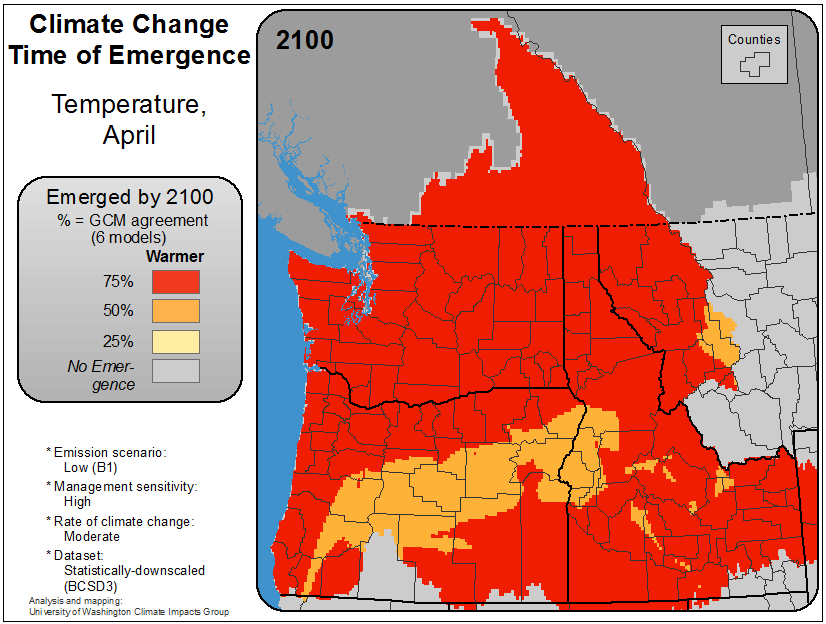 Climate Change
Time of Emergence
Temperature,
April
Emerged by 2100
% = GCM agreement
(6 models)
Warmer
75%
50%
25%
No Emer-
gence
* Emission scenario:
Low (B1)
* Management sensitivity:
High
* Rate of climate change:
Moderate
* Dataset:
Statistically-downscaled
(BCSD3)
Analysis and mapping:
University of Washington Climate Impacts Group
2100
Counties